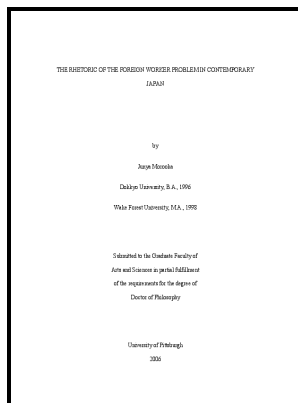 THE RHETORIC OF THE FOREIGN WORKER PROBLEM IN CONTEMPORARY
JAPAN
by
Junya Morooka
Dokkyo University, B.A., 1996
Wake Forest University, M.A., 1998
Submitted to the Graduate Faculty of
Arts and Sciences in partial fulfillment
of the requirements for the degree of
Doctor of Philosophy
University of Pittsburgh
2006